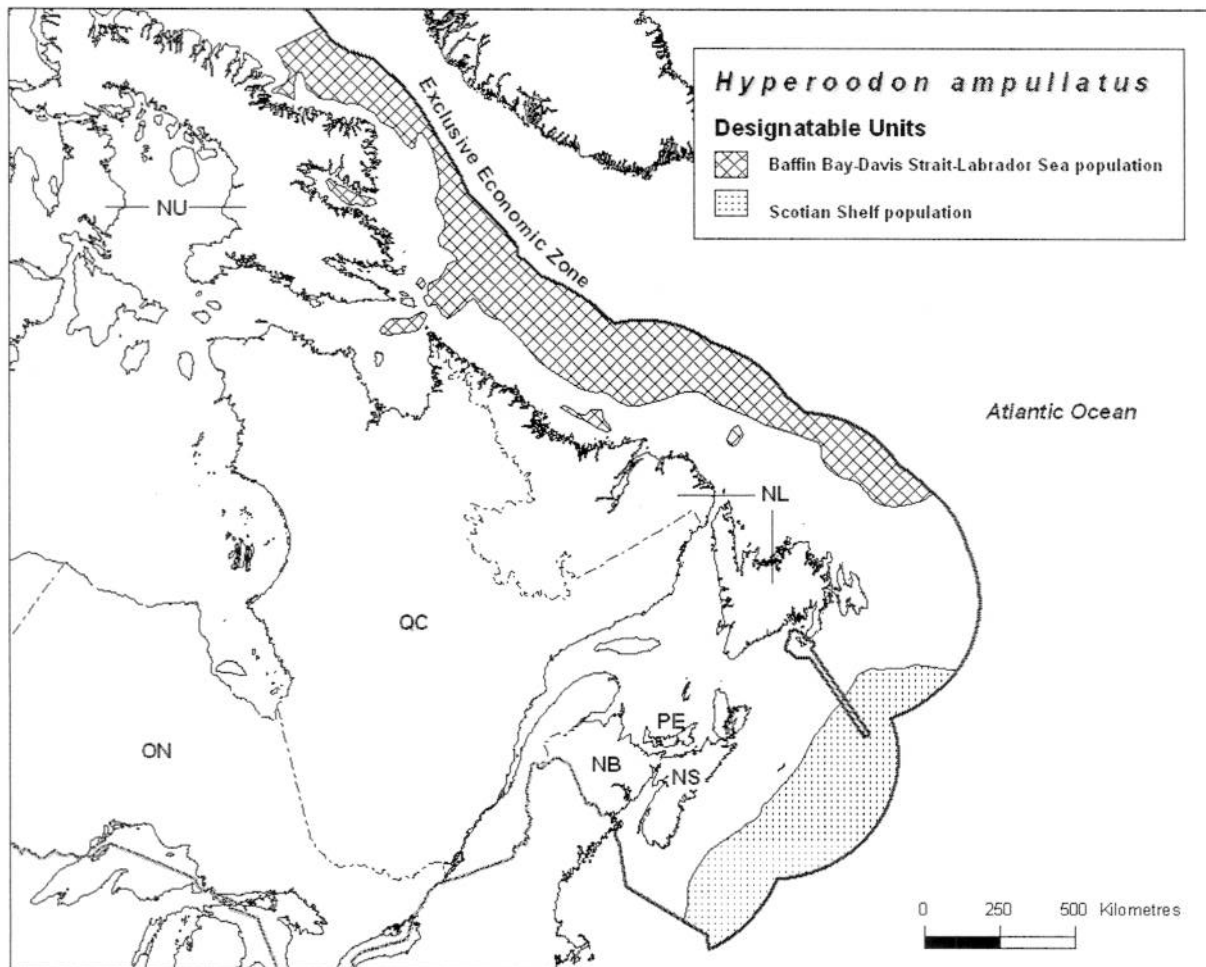 Hyperoodon ampullatus
Designatable Units
Baffin Bay-Davis Strait-Labrador Sea population
Scotian Shelf population
Exclusive Economic Zone
NU
Atlantic Ocean
NL
QC
PE
ON
NB
NS
0 250 500 Kilometres